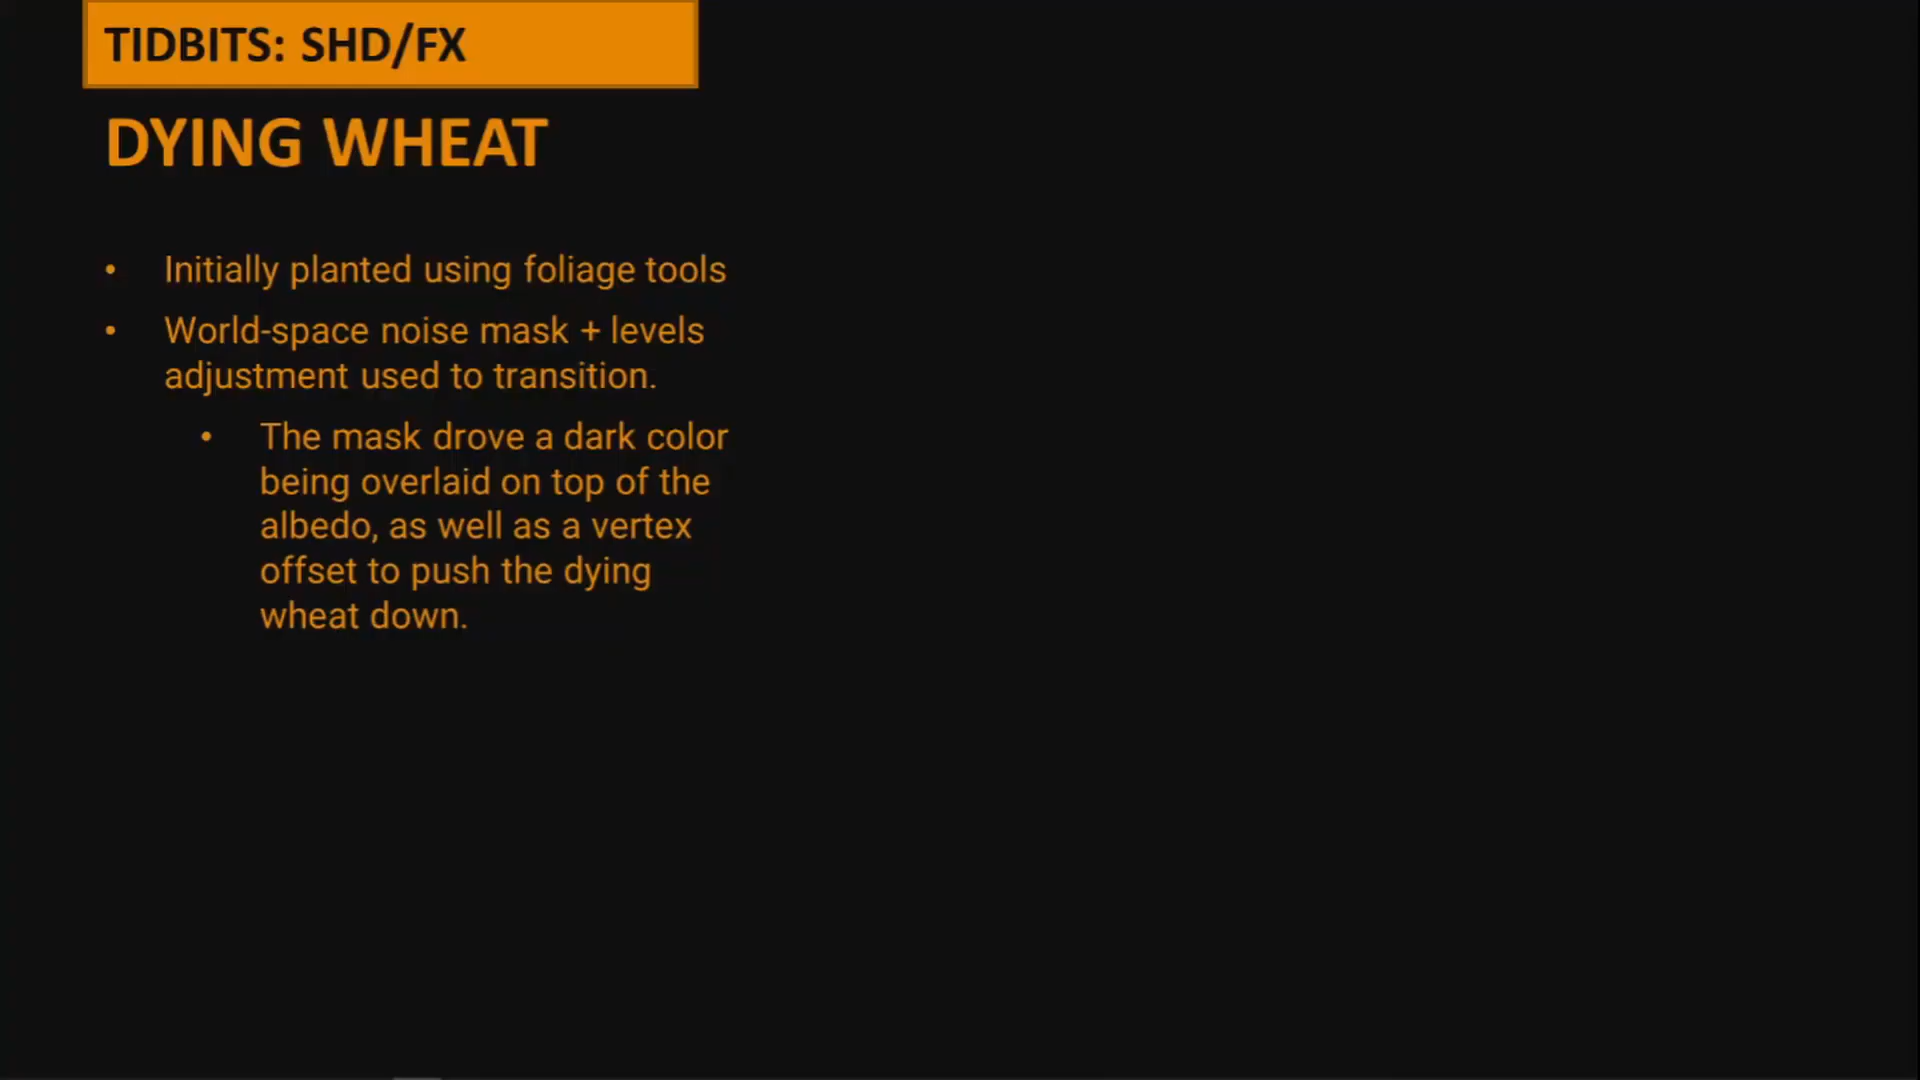 TIDBITS: SHD/FX
DYING WHEAT
• Initially planted using foliage tools
• World-space noise mask + levels
adjustment used to transition.
• The mask drove a dark color
being overlaid on top of the
albedo, as well as a vertex
offset to push the dying
wheat down.